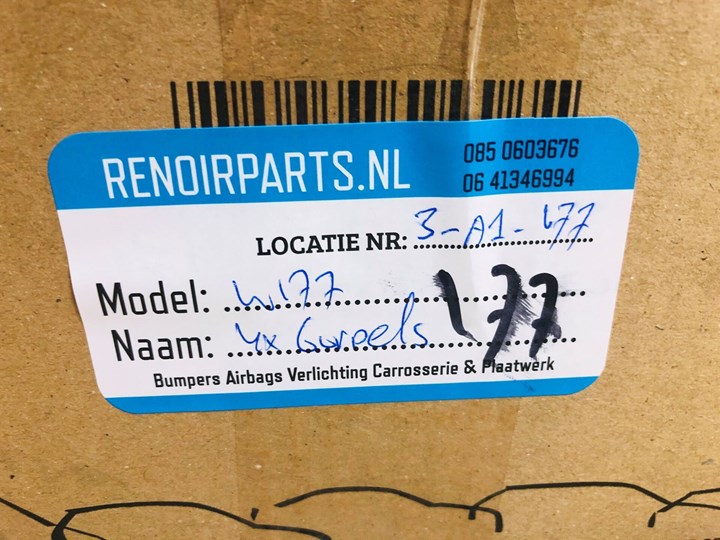 RENOIRPARTS.NL
085 0603676
06 41346994
LOCATIE NR: 3-A1-177
Model: W177
Naam: 4x Gordels
177
Bumpers Airbags Verlichting Carrosserie & Plaatwerk